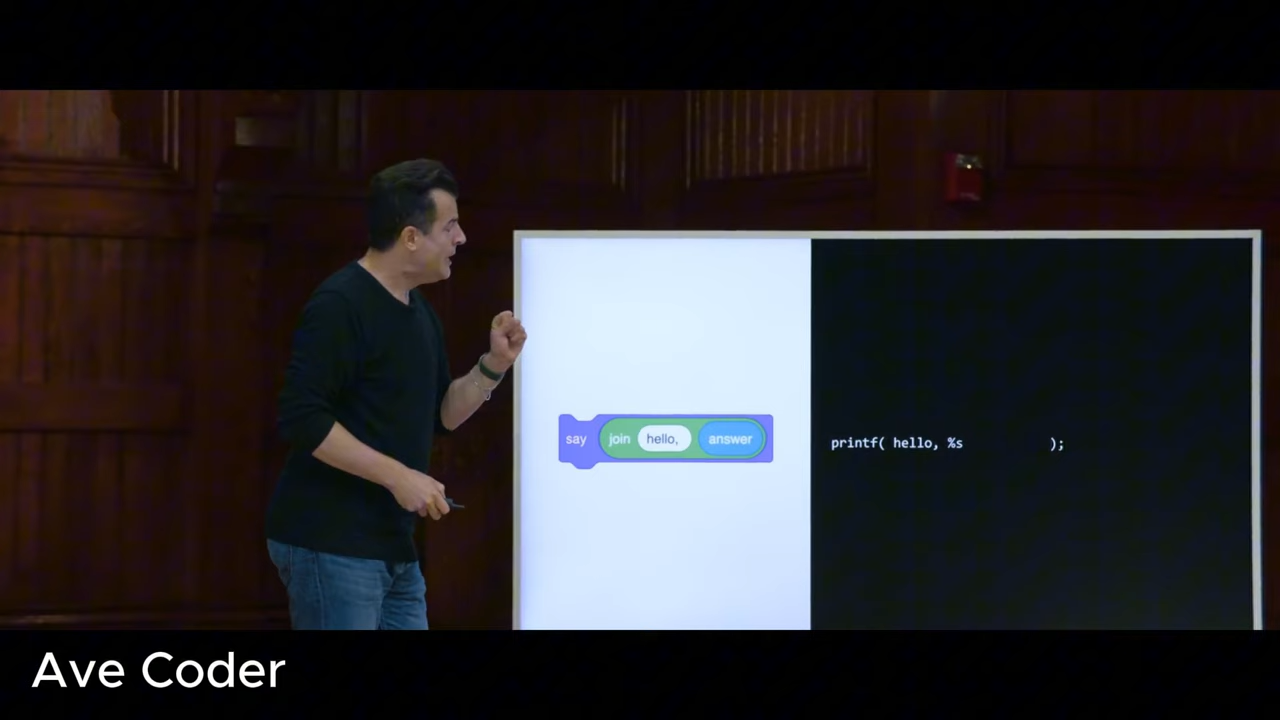 say join hello, answer
printf( hello, %s );
Ave Coder